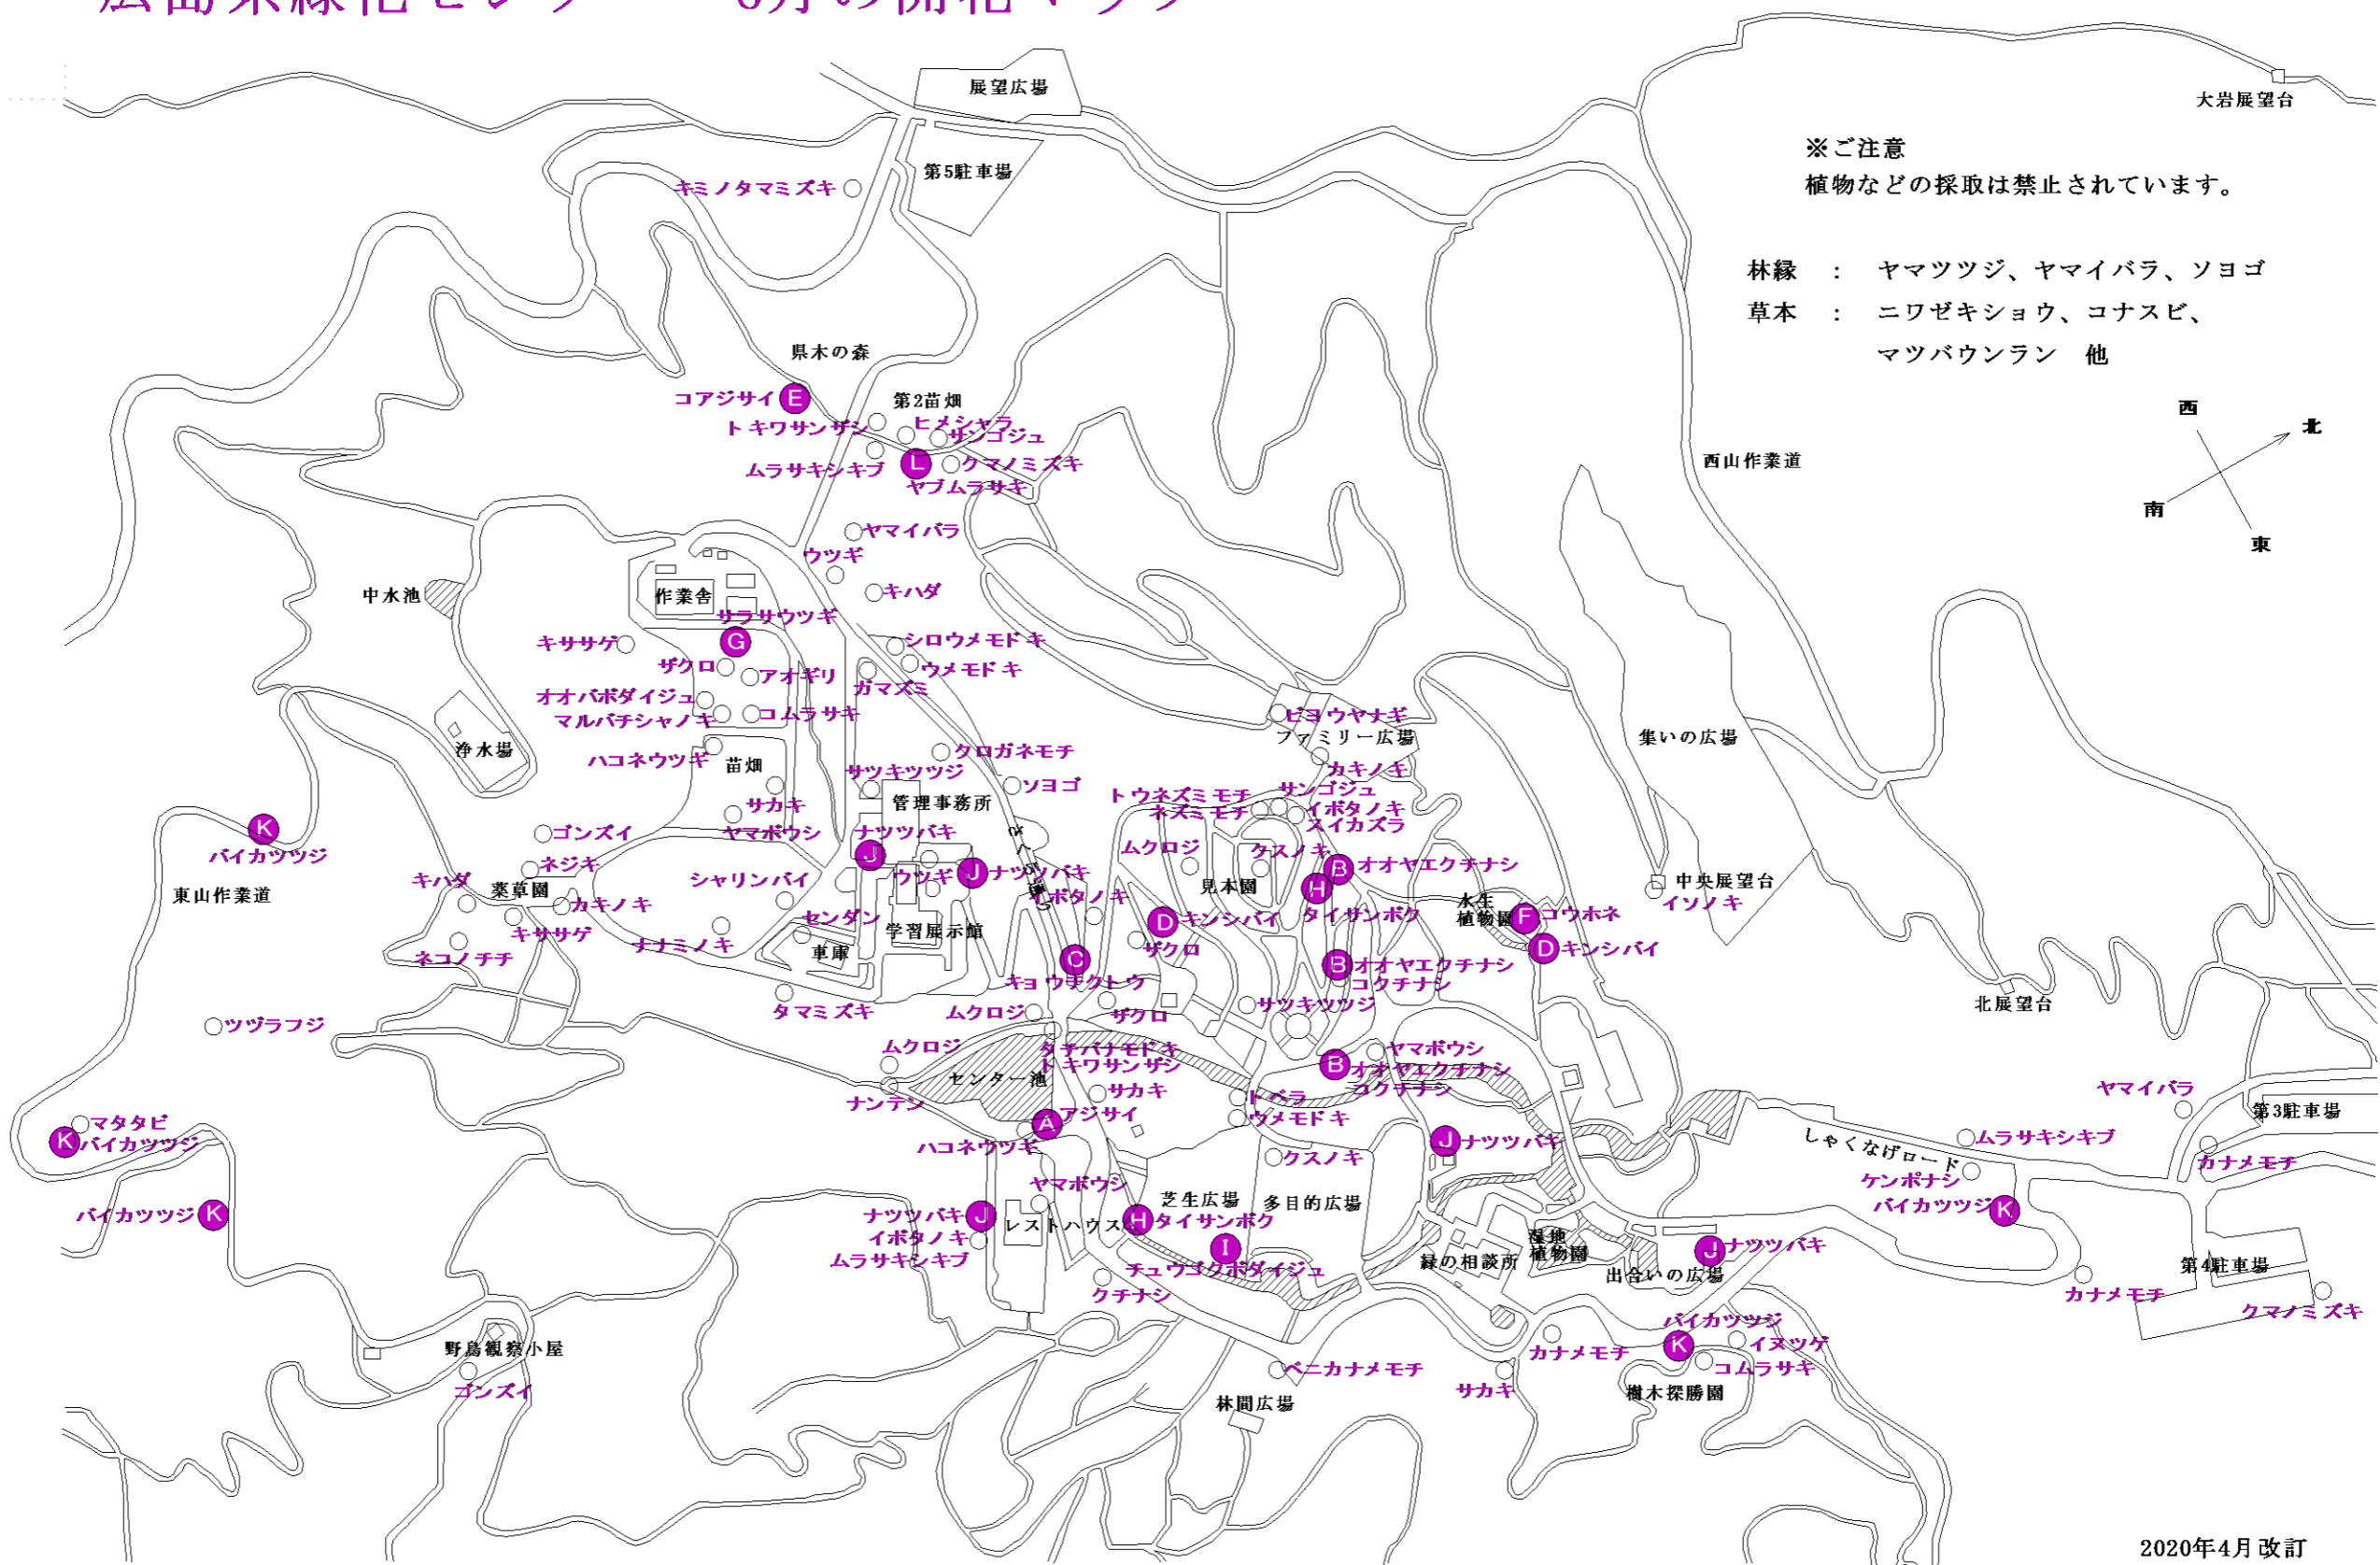 広島県緑化センター 6月の開花マップ
展望広場
大岩展望台
※ご注意
植物などの採取は禁止されています。
第5駐車場
キミノタマミズキ
林縁 : ヤマツツジ、ヤマイバラ、ソヨゴ
草本 : ニワゼキショウ、コナスビ、
マツバウンラン 他
西
北
南
東
県木の森
コアジサイ E
第2苗畑
トキワサンザシ
ヒメシャラ
サンゴジュ
ムラサキシキブ
L
クマノミズキ
ヤブムラサキ
西山作業道
ヤマイバラ
ウツギ
キハダ
中水池
作業舎
サラサウツギ
G
キササゲ
シロウメモドキ
ウメモドキ
ザクロ
アオギリ
ガマズミ
オオバボダイジュ
マルバチシャノキ
コムラサキ
ビヨウヤナギ
ファミリー広場
集いの広場
浄水場
ハコネウツギ
苗畑
クロガネモチ
カキノキ
サツキツツジ
ソヨゴ
管理事務所
サカキ
トウネズミモチ
サンゴジュ
ネズミモチ
イボタノキ
スイカズラ
K
バイカツツジ
ゴンズイ
ヤマボウシ
ナツツバキ
J
ムクロジ
クスノキ
B オオヤエクチナシ
ネジキ
キハダ
薬草園
シャリンバイ
ウツギ
J ナツツバキ
見本園
H
中央展望台
イソノキ
東山作業道
カキノキ
イボタノキ
タイサンボク
水生
植物園
F コウホネ
キササゲ
センダン
D キンシバイ
ナナミノキ
学習展示館
ネコノチチ
車庫
ザクロ
D キンシバイ
C
キョウチクトウ
B オオヤエクチナシ
コクチナシ
タマミズキ
ムクロジ
ザクロ
サツキツツジ
北展望台
ツヅラフジ
ムクロジ
タチバナモドキ
トキワサンザシ
ヤマボウシ
B オオヤエクチナシ
コクチナシ
センター池
ナンテン
サカキ
トベラ
ウメモドキ
ヤマイバラ
第3駐車場
マタタビ
K バイカツツジ
A アジサイ
ハコネウツギ
J ナツツバキ
クスノキ
しゃくなげロード
ムラサキシキブ
カナメモチ
ケンポナシ
バイカツツジ K
バイカツツジ K
ヤマボウシ
芝生広場
多目的広場
ナツツバキ J
レストハウス
H タイサンボク
イボタノキ
ムラサキシキブ
I
チュウゴクボダイジュ
緑の相談所
湿地
植物園
J ナツツバキ
出合いの広場
第4駐車場
クチナシ
カナメモチ
クマノミズキ
野鳥観察小屋
ゴンズイ
バイカツツジ
K
イヌツゲ
コムラサキ
カナメモチ
ベニカナメモチ
サカキ
樹木探勝園
林間広場
2020年4月改訂